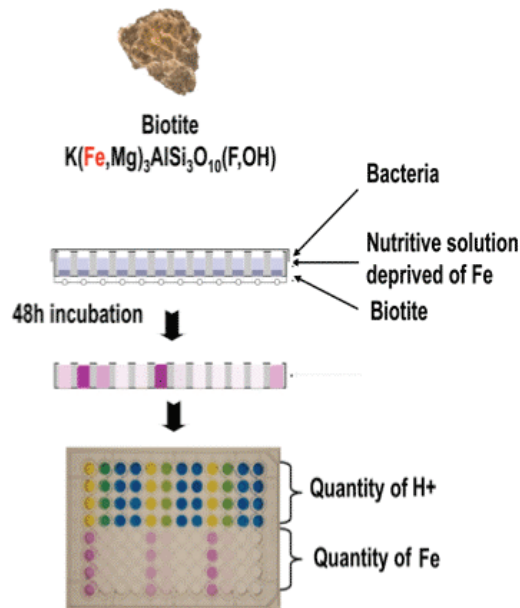 Biotite
K(Fe,Mg)₃AlSi₃O₁₀(F,OH)
Bacteria
Nutritive solution
deprived of Fe
Biotite
48h incubation
Quantity of H+
Quantity of Fe